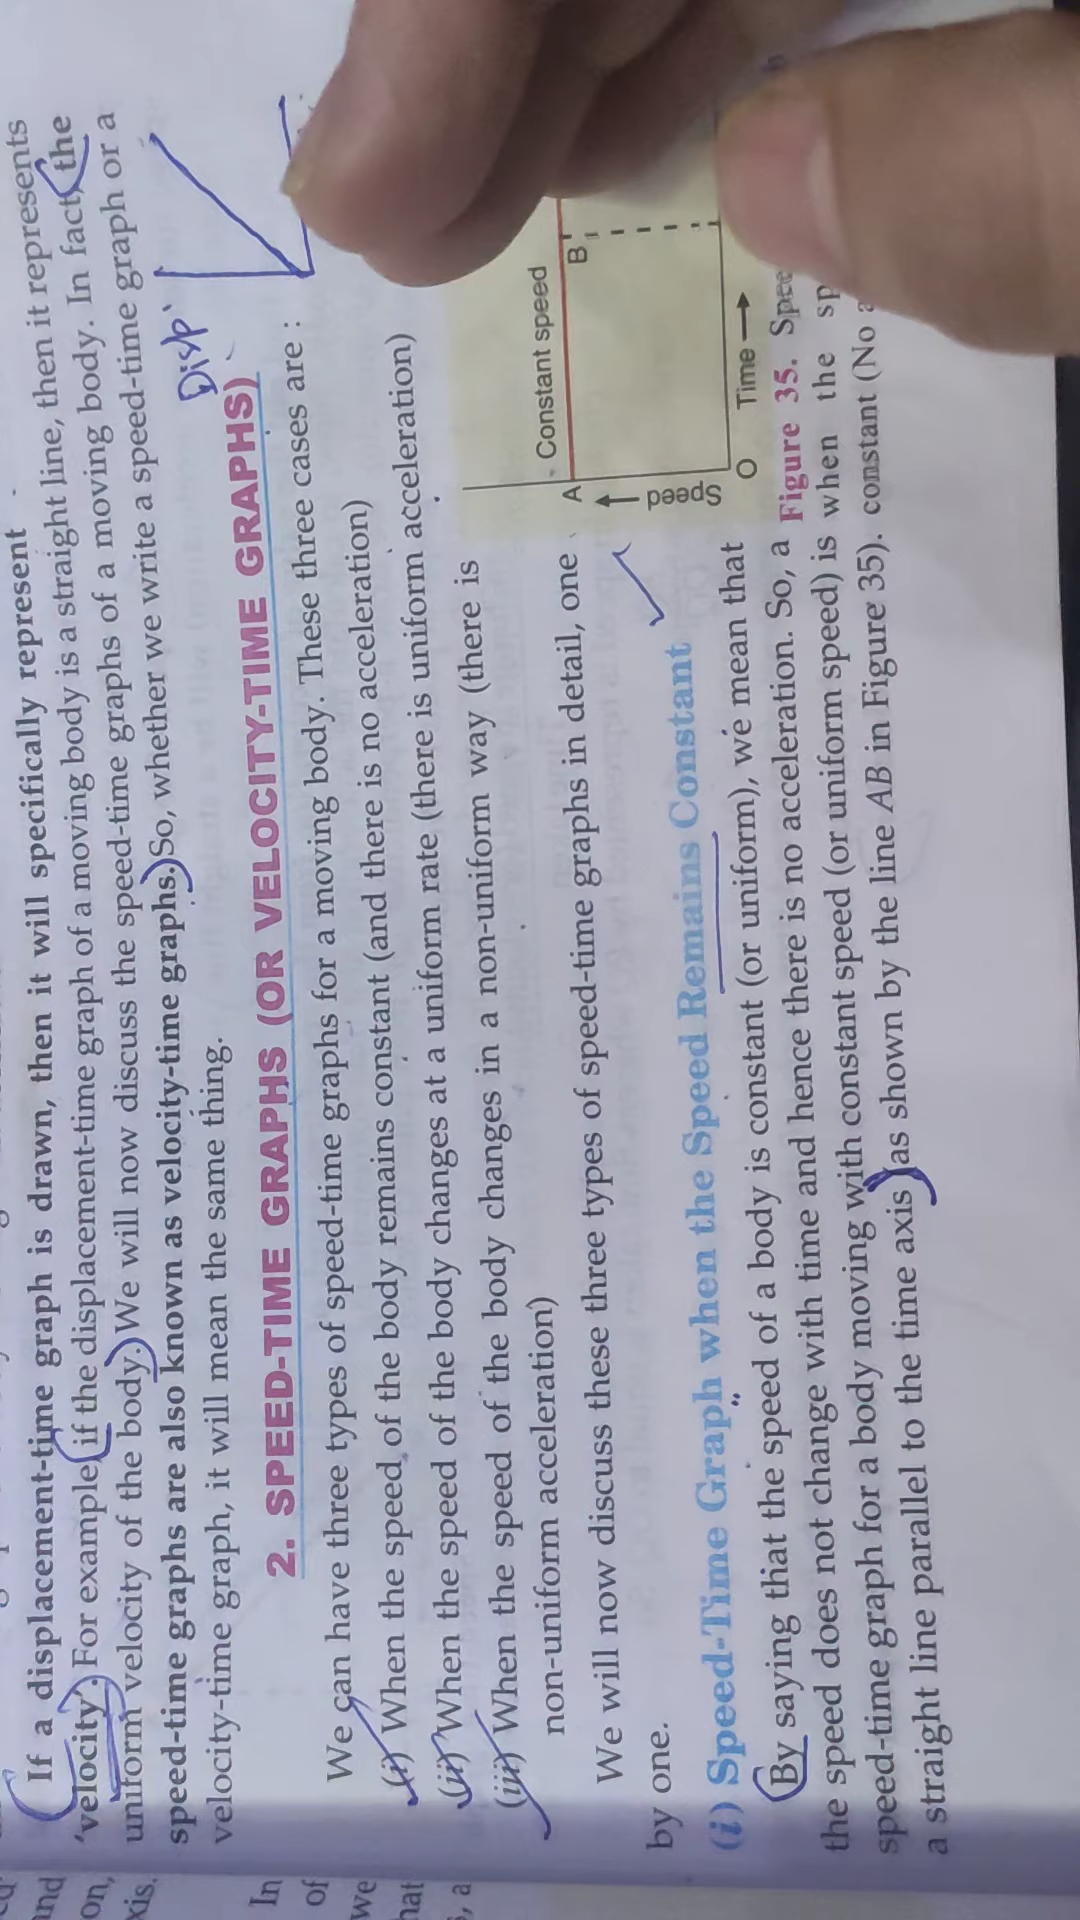 If a displacement-time graph is drawn, then it will specifically represent
'velocity'. For example, if the displacement-time graph of a moving body is a straight line, then it represents
uniform velocity of the body. We will now discuss the speed-time graphs of a moving body. In fact, the
speed-time graphs are also known as velocity-time graphs. So, whether we write a speed-time graph or a
velocity-time graph, it will mean the same thing.
Disp
2. SPEED-TIME GRAPHS (OR VELOCITY-TIME GRAPHS)
We can have three types of speed-time graphs for a moving body. These three cases are :
(i) When the speed of the body remains constant (and there is no acceleration)
(ii) When the speed of the body changes at a uniform rate (there is uniform acceleration)
(iii) When the speed of the body changes in a non-uniform way (there is
non-uniform acceleration)
We will now discuss these three types of speed-time graphs in detail, one
by one.
(i) Speed-Time Graph when the Speed Remains Constant
By saying that the speed of a body is constant (or uniform), we mean that
the speed does not change with time and hence there is no acceleration. So, a
speed-time graph for a body moving with constant speed (or uniform speed) is
a straight line parallel to the time axis as shown by the line AB in Figure 35).
Constant speed
A
B
Speed
O
Time
Figure 35.
when the
constant (No
and
on,
xis.
In
of
we
hat
, a